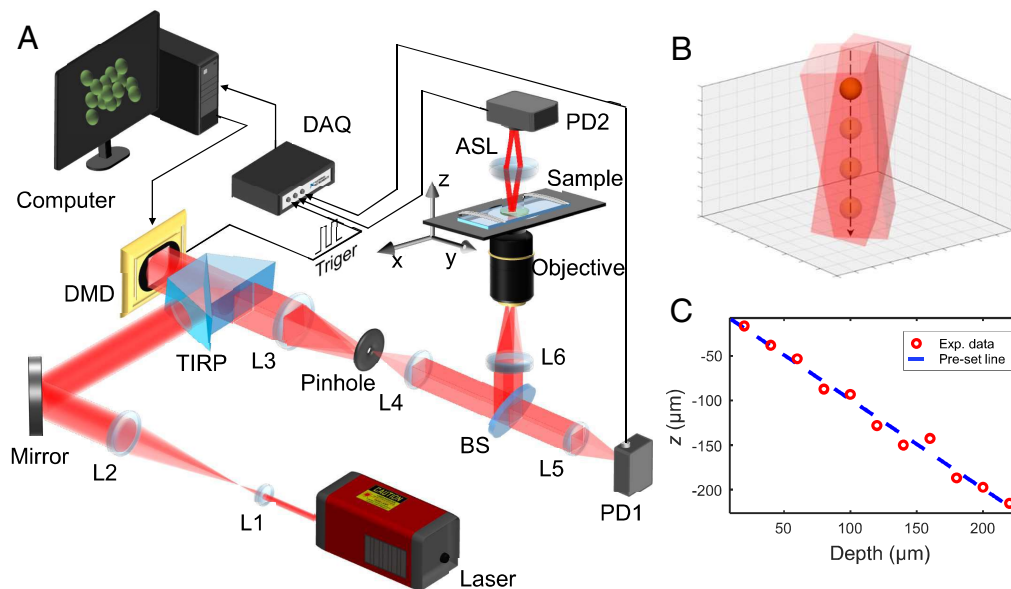 A
Computer
DAQ
PD2
ASL
Sample
z
x
y
Triger
Objective
DMD
TIRP
L3
Pinhole
L4
L6
BS
L5
PD1
Mirror
L2
L1
CAUTION
Laser
B
C
Exp. data
Pre-set line
z (µm)
-50
-100
-150
-200
50
100
150
200
Depth (µm)